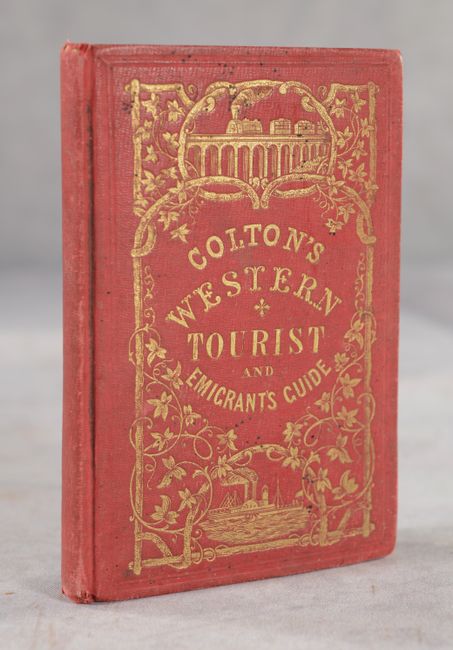 COLTON'S
WESTERN
TOURIST
AND
EMIGRANTS GUIDE